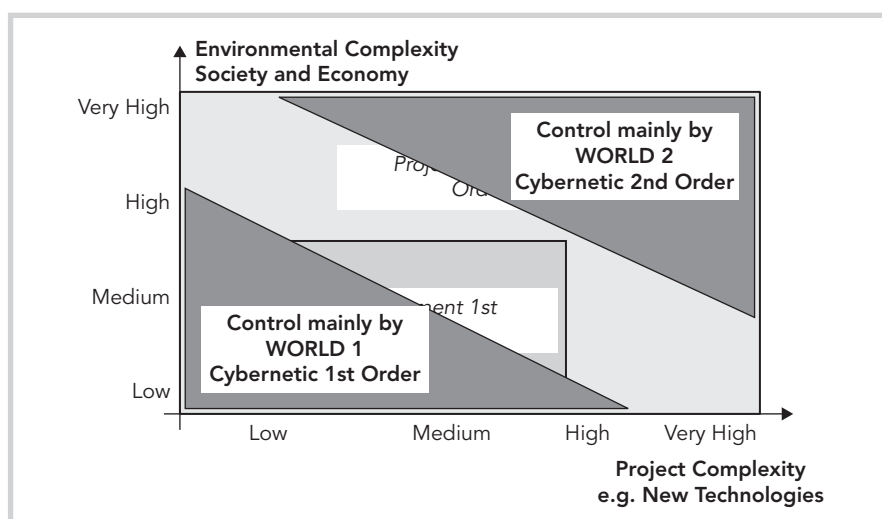 Environmental Complexity
Society and Economy
Very High
Control mainly by
WORLD 2
Cybernetic 2nd Order
High
Medium
1st
Control mainly by
WORLD 1
Cybernetic 1st Order
Low
Low Medium High Very High
Project Complexity
e.g. New Technologies